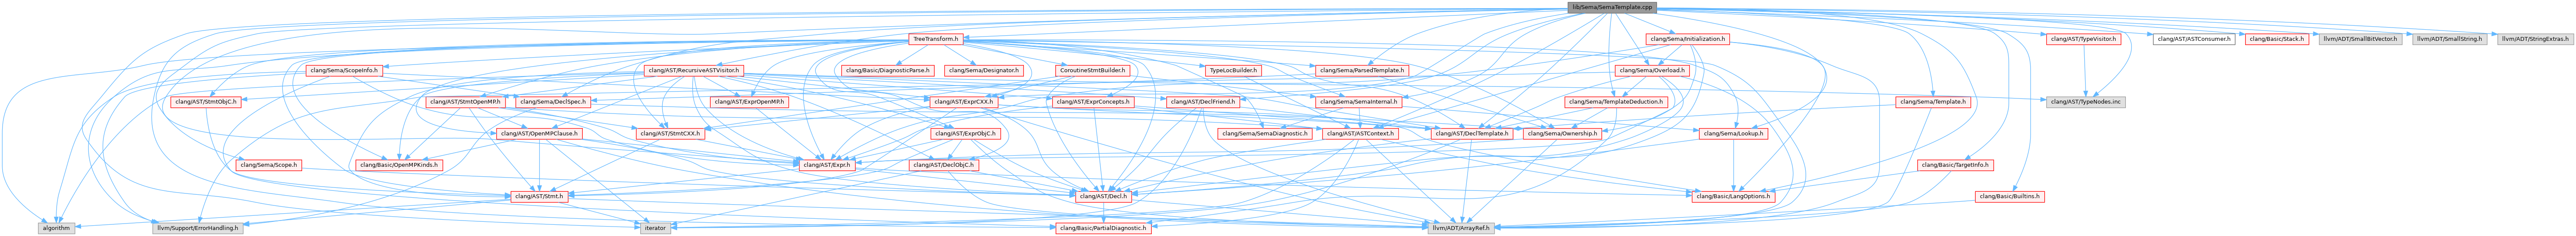 lib/Sema/SemaTemplate.cpp
TreeTransform.h
clang/Sema/Initialization.h
clang/AST/TypeVisitor.h
clang/AST/ASTConsumer.h
clang/Basic/Stack.h
llvm/ADT/SmallBitVector.h
llvm/ADT/SmallString.h
llvm/ADT/StringExtras.h
clang/Sema/ScopeInfo.h
clang/AST/RecursiveASTVisitor.h
clang/Basic/DiagnosticParse.h
clang/Sema/Designator.h
CoroutineStmtBuilder.h
TypeLocBuilder.h
clang/Sema/ParsedTemplate.h
clang/Sema/Overload.h
clang/AST/StmtObjC.h
clang/AST/StmtOpenMP.h
clang/Sema/DeclSpec.h
clang/AST/ExprOpenMP.h
clang/AST/ExprCXX.h
clang/AST/ExprConcepts.h
clang/AST/DeclFriend.h
clang/Sema/SemaInternal.h
clang/Sema/TemplateDeduction.h
clang/Sema/Template.h
clang/AST/TypeNodes.inc
clang/AST/OpenMPClause.h
clang/AST/StmtCXX.h
clang/AST/ExprObjC.h
clang/Sema/SemaDiagnostic.h
clang/AST/ASTContext.h
clang/AST/DeclTemplate.h
clang/Sema/Ownership.h
clang/Sema/Lookup.h
clang/Sema/Scope.h
clang/Basic/OpenMPKinds.h
clang/AST/Expr.h
clang/AST/DeclObjC.h
clang/Basic/TargetInfo.h
clang/AST/Stmt.h
clang/AST/Decl.h
clang/Basic/LangOptions.h
clang/Basic/Builtins.h
algorithm
llvm/Support/ErrorHandling.h
iterator
clang/Basic/PartialDiagnostic.h
llvm/ADT/ArrayRef.h